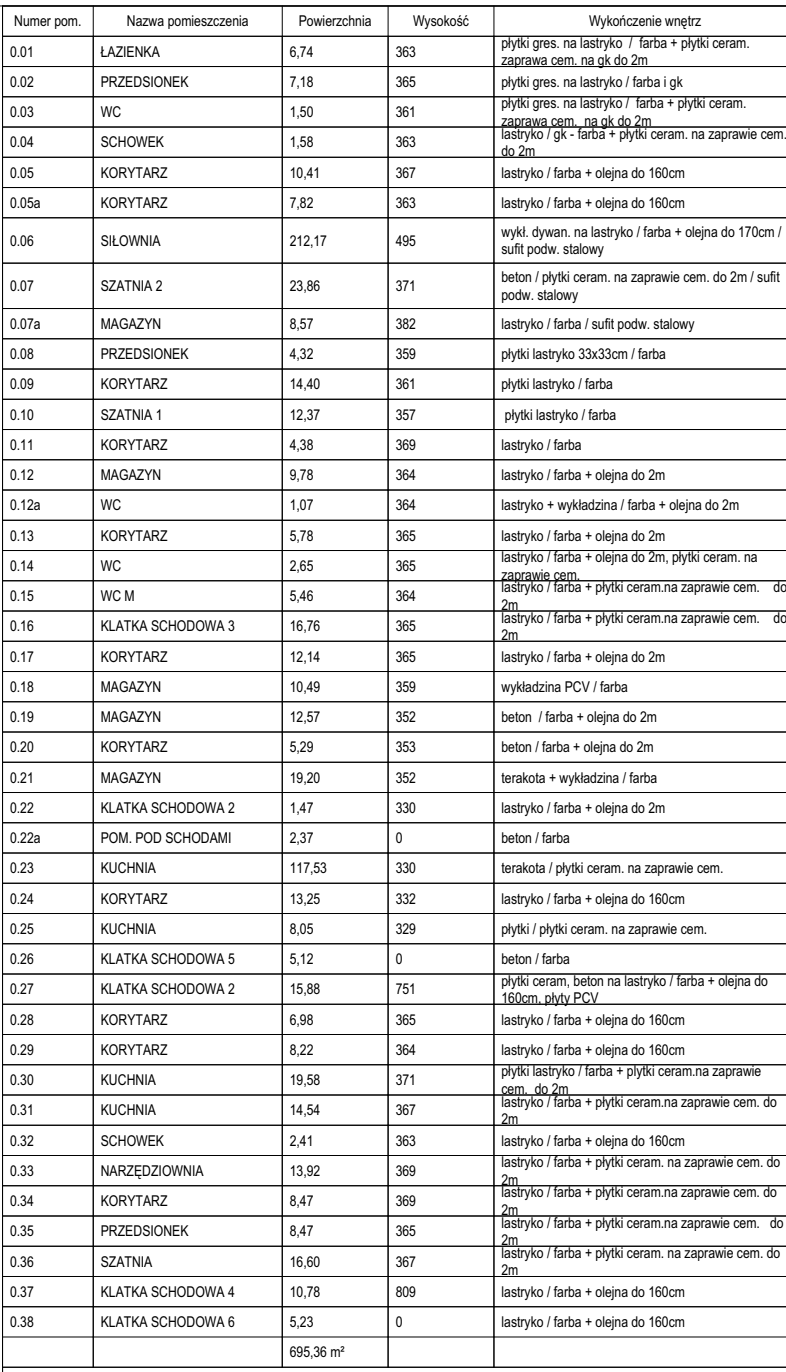 Numer pom. Nazwa pomieszczenia Powierzchnia Wysokość Wykończenie wnętrz
0.01 ŁAZIENKA 6,74 363 płytki gres. na lastryko / farba + płytki ceram.
zaprawa cem. na gk do 2m
0.02 PRZEDSIONEK 7,18 365 płytki gres. na lastryko / farba i gk
0.03 WC 1,50 361 płytki gres. na lastryko / farba + płytki ceram.
zaprawa cem. na gk do 2m
0.04 SCHOWEK 1,58 363 lastryko / gk - farba + płytki ceram. na zaprawie cem.
do 2m
0.05 KORYTARZ 10,41 367 lastryko / farba + olejna do 160cm
0.05a KORYTARZ 7,82 363 lastryko / farba + olejna do 160cm
0.06 SIŁOWNIA 212,17 495 wykł. dywan. na lastryko / farba + olejna do 170cm /
sufit podw. stalowy
0.07 SZATNIA 2 23,86 371 beton / płytki ceram. na zaprawie cem. do 2m / sufit
podw. stalowy
0.07a MAGAZYN 8,57 382 lastryko / farba / sufit podw. stalowy
0.08 PRZEDSIONEK 4,32 359 płytki lastryko 33x33cm / farba
0.09 KORYTARZ 14,40 361 płytki lastryko / farba
0.10 SZATNIA 1 12,37 357 płytki lastryko / farba
0.11 KORYTARZ 4,38 369 lastryko / farba
0.12 MAGAZYN 9,78 364 lastryko / farba + olejna do 2m
0.12a WC 1,07 364 lastryko + wykładzina / farba + olejna do 2m
0.13 KORYTARZ 5,78 365 lastryko / farba + olejna do 2m
0.14 WC 2,65 365 lastryko / farba + olejna do 2m, płytki ceram. na
zaprawie cem.
0.15 WC M 5,46 364 lastryko / farba + płytki ceram.na zaprawie cem. do
2m
0.16 KLATKA SCHODOWA 3 16,76 365 lastryko / farba + płytki ceram.na zaprawie cem. do
2m
0.17 KORYTARZ 12,14 365 lastryko / farba + olejna do 2m
0.18 MAGAZYN 10,49 359 wykładzina PCV / farba
0.19 MAGAZYN 12,57 352 beton / farba + olejna do 2m
0.20 KORYTARZ 5,29 353 beton / farba + olejna do 2m
0.21 MAGAZYN 19,20 352 terakota + wykładzina / farba
0.22 KLATKA SCHODOWA 2 1,47 330 lastryko / farba + olejna do 2m
0.22a POM. POD SCHODAMI 2,37 0 beton / farba
0.23 KUCHNIA 117,53 330 terakota / płytki ceram. na zaprawie cem.
0.24 KORYTARZ 13,25 332 lastryko / farba + olejna do 160cm
0.25 KUCHNIA 8,05 329 płytki / płytki ceram. na zaprawie cem.
0.26 KLATKA SCHODOWA 5 5,12 0 beton / farba
0.27 KLATKA SCHODOWA 2 15,88 751 płytki ceram, beton na lastryko / farba + olejna do
160cm, płyty PCV
0.28 KORYTARZ 6,98 365 lastryko / farba + olejna do 160cm
0.29 KORYTARZ 8,22 364 lastryko / farba + olejna do 160cm
0.30 KUCHNIA 19,58 371 płytki lastryko / farba + plytki ceram.na zaprawie
cem. do 2m
0.31 KUCHNIA 14,54 367 lastryko / farba + płytki ceram.na zaprawie cem. do
2m
0.32 SCHOWEK 2,41 363 lastryko / farba + olejna do 160cm
0.33 NARZĘDZIOWNIA 13,92 369 lastryko / farba + płytki ceram. na zaprawie cem. do
2m
0.34 KORYTARZ 8,47 369 lastryko / farba + płytki ceram.na zaprawie cem. do
2m
0.35 PRZEDSIONEK 8,47 365 lastryko / farba + płytki ceram.na zaprawie cem. do
2m
0.36 SZATNIA 16,60 367 lastryko / farba + płytki ceram. na zaprawie cem. do
2m
0.37 KLATKA SCHODOWA 4 10,78 809 lastryko / farba + olejna do 160cm
0.38 KLATKA SCHODOWA 6 5,23 0 lastryko / farba + olejna do 160cm
695,36 m²